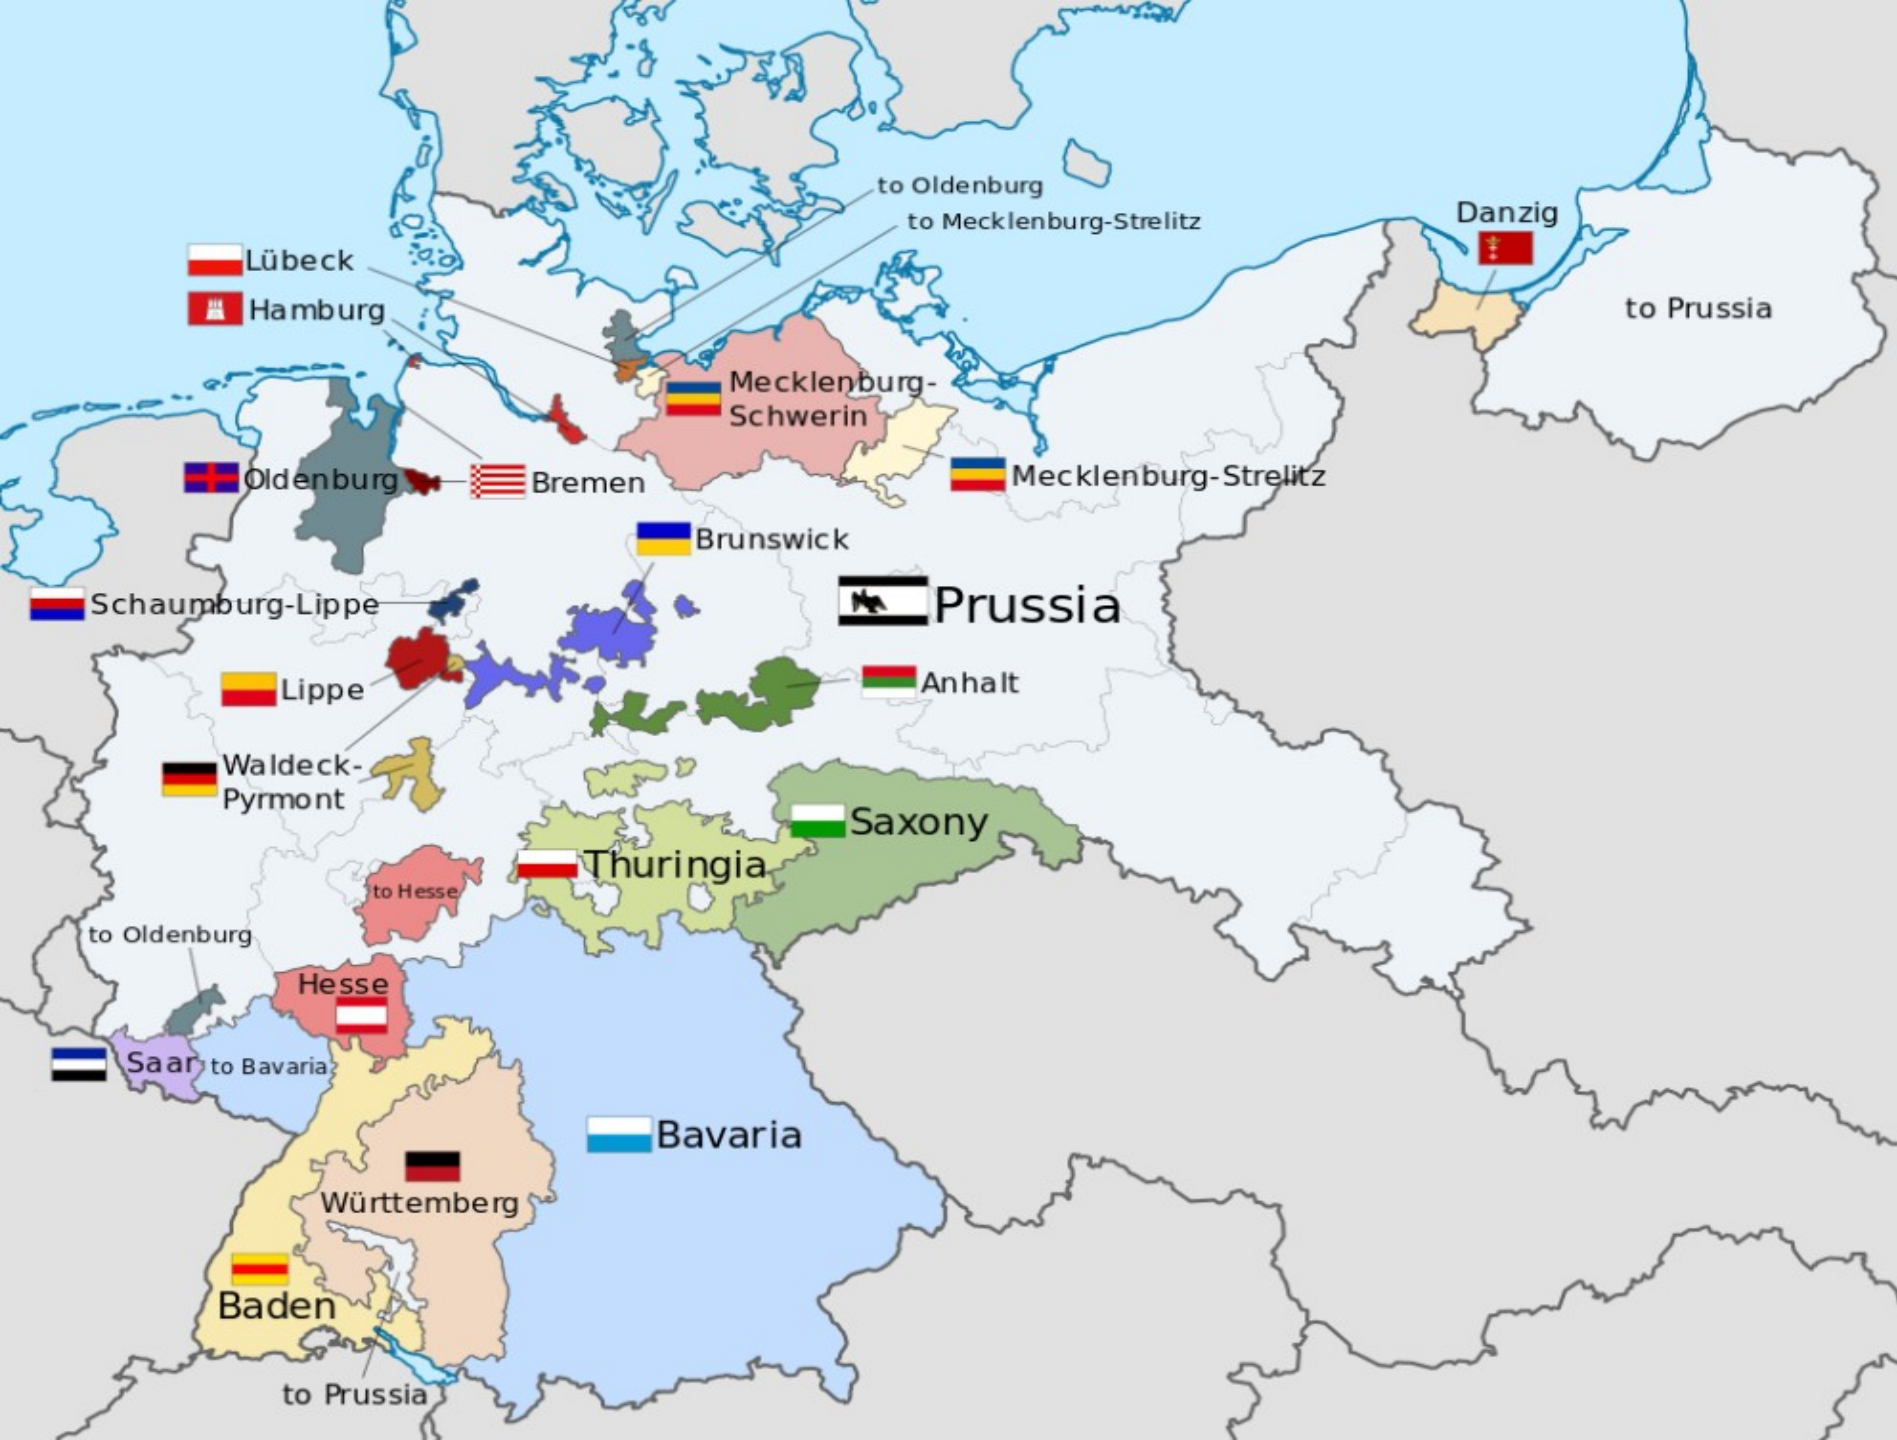 to Oldenburg
Danzig
to Mecklenburg-Strelitz
Lübeck
Hamburg
to Prussia
Mecklenburg-
Schwerin
Oldenburg
Bremen
Mecklenburg-Strelitz
Brunswick
Schaumburg-Lippe
Prussia
Lippe
Anhalt
Waldeck-
Pyrmont
Saxony
Thuringia
to Hesse
to Oldenburg
Hesse
Saar
to Bavaria
Bavaria
Württemberg
Baden
to Prussia